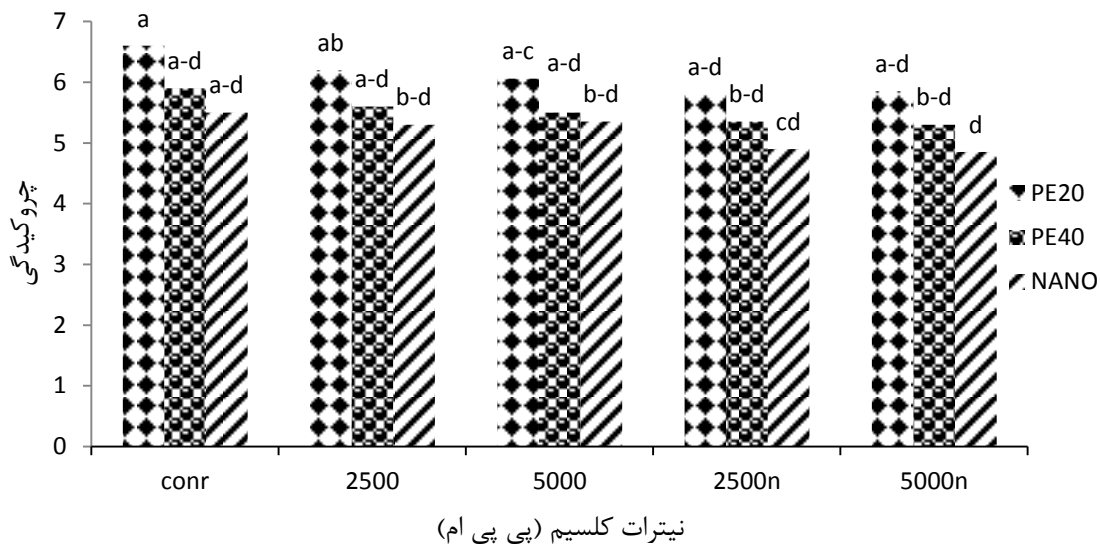 چروکیدگی
7
6
5
4
3
2
1
0
a
a-d
a-d
ab
a-d
b-d
a-c
a-d
b-d
a-d
b-d
cd
a-d
b-d
d
conr
2500
5000
2500n
5000n
نیترات کلسیم (پی پی ام)
PE20
PE40
NANO